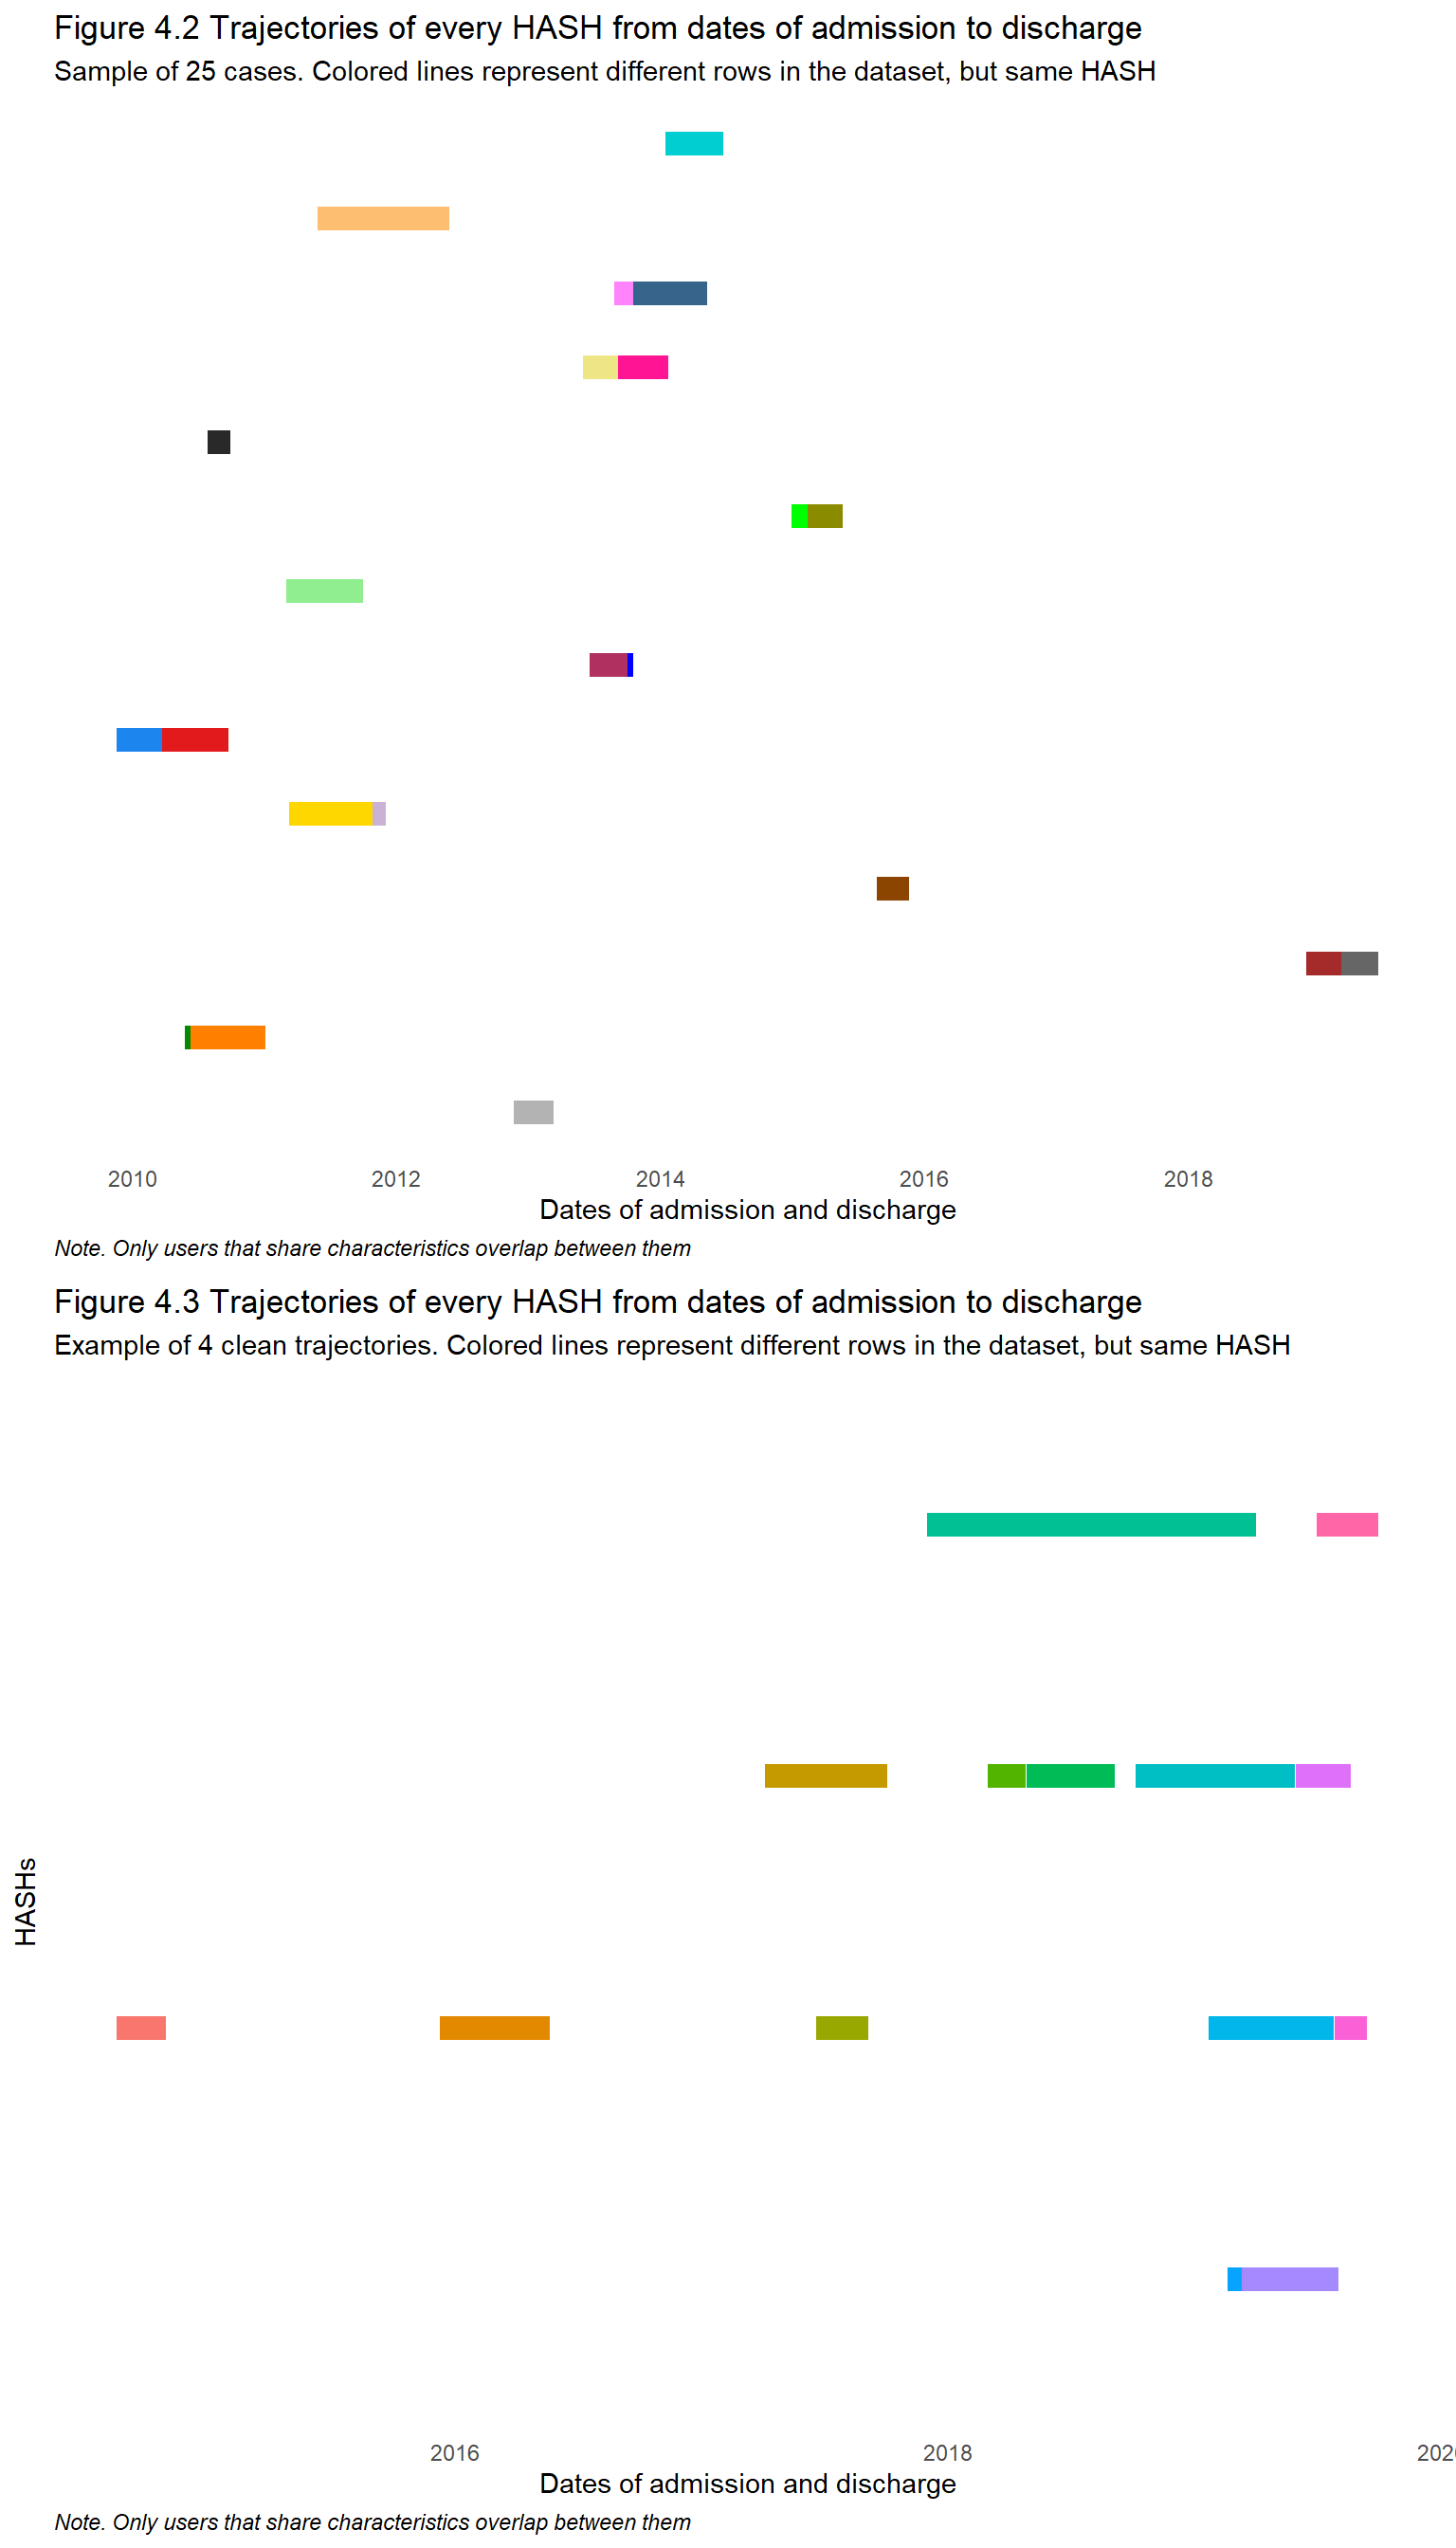 Figure 4.2 Trajectories of every HASH from dates of admission to discharge
Sample of 25 cases. Colored lines represent different rows in the dataset, but same HASH
2010 2012 2014 2016 2018
Dates of admission and discharge
Note. Only users that share characteristics overlap between them
Figure 4.3 Trajectories of every HASH from dates of admission to discharge
Example of 4 clean trajectories. Colored lines represent different rows in the dataset, but same HASH
HASHs
2016 2018
Dates of admission and discharge
Note. Only users that share characteristics overlap between them